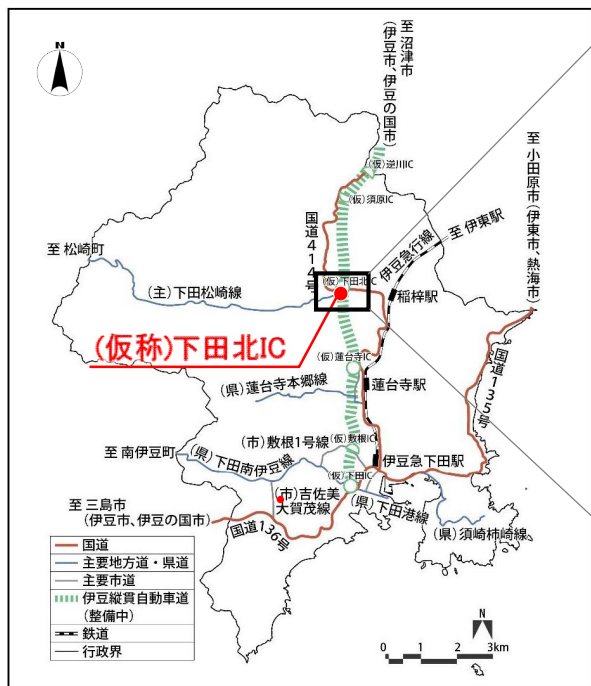 N
至 沼津市
(伊豆市、伊豆の国市)
至 小田原市(伊東市、熱海市)
(仮)逆川IC
(仮)須原IC
国道414号
伊豆急行線
至 伊東駅
至 松崎町
(主)下田松崎線
(仮)下田北IC
稲梓駅
(仮称)下田北IC
国道135号
(仮)蓮台寺IC
蓮台寺駅
(県)蓮台寺本郷線
(市)敷根1号線
(仮)敷根IC
至 南伊豆町
(県)下田南伊豆線
伊豆急下田駅
(仮)下田IC
(市)吉佐美
大賀茂線
(県)下田港線
至 三島市
(伊豆市、伊豆の国市)
国道136号
(県)須崎柿崎線
国道
主要地方道・県道
主要市道
伊豆縦貫自動車道
(整備中)
鉄道
行政界
N
0 1 2 3km